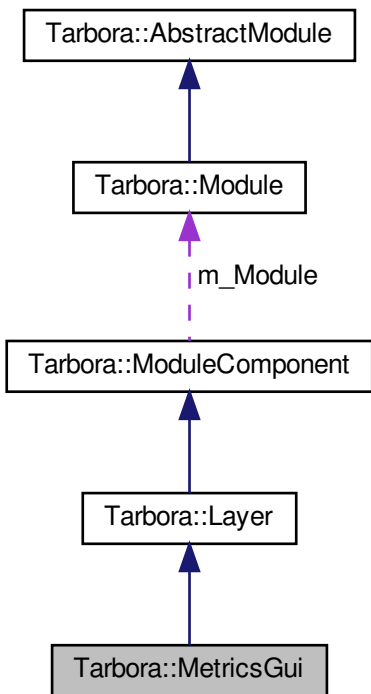 Tarbora::AbstractModule
Tarbora::Module
m_Module
Tarbora::ModuleComponent
Tarbora::Layer
Tarbora::MetricsGui